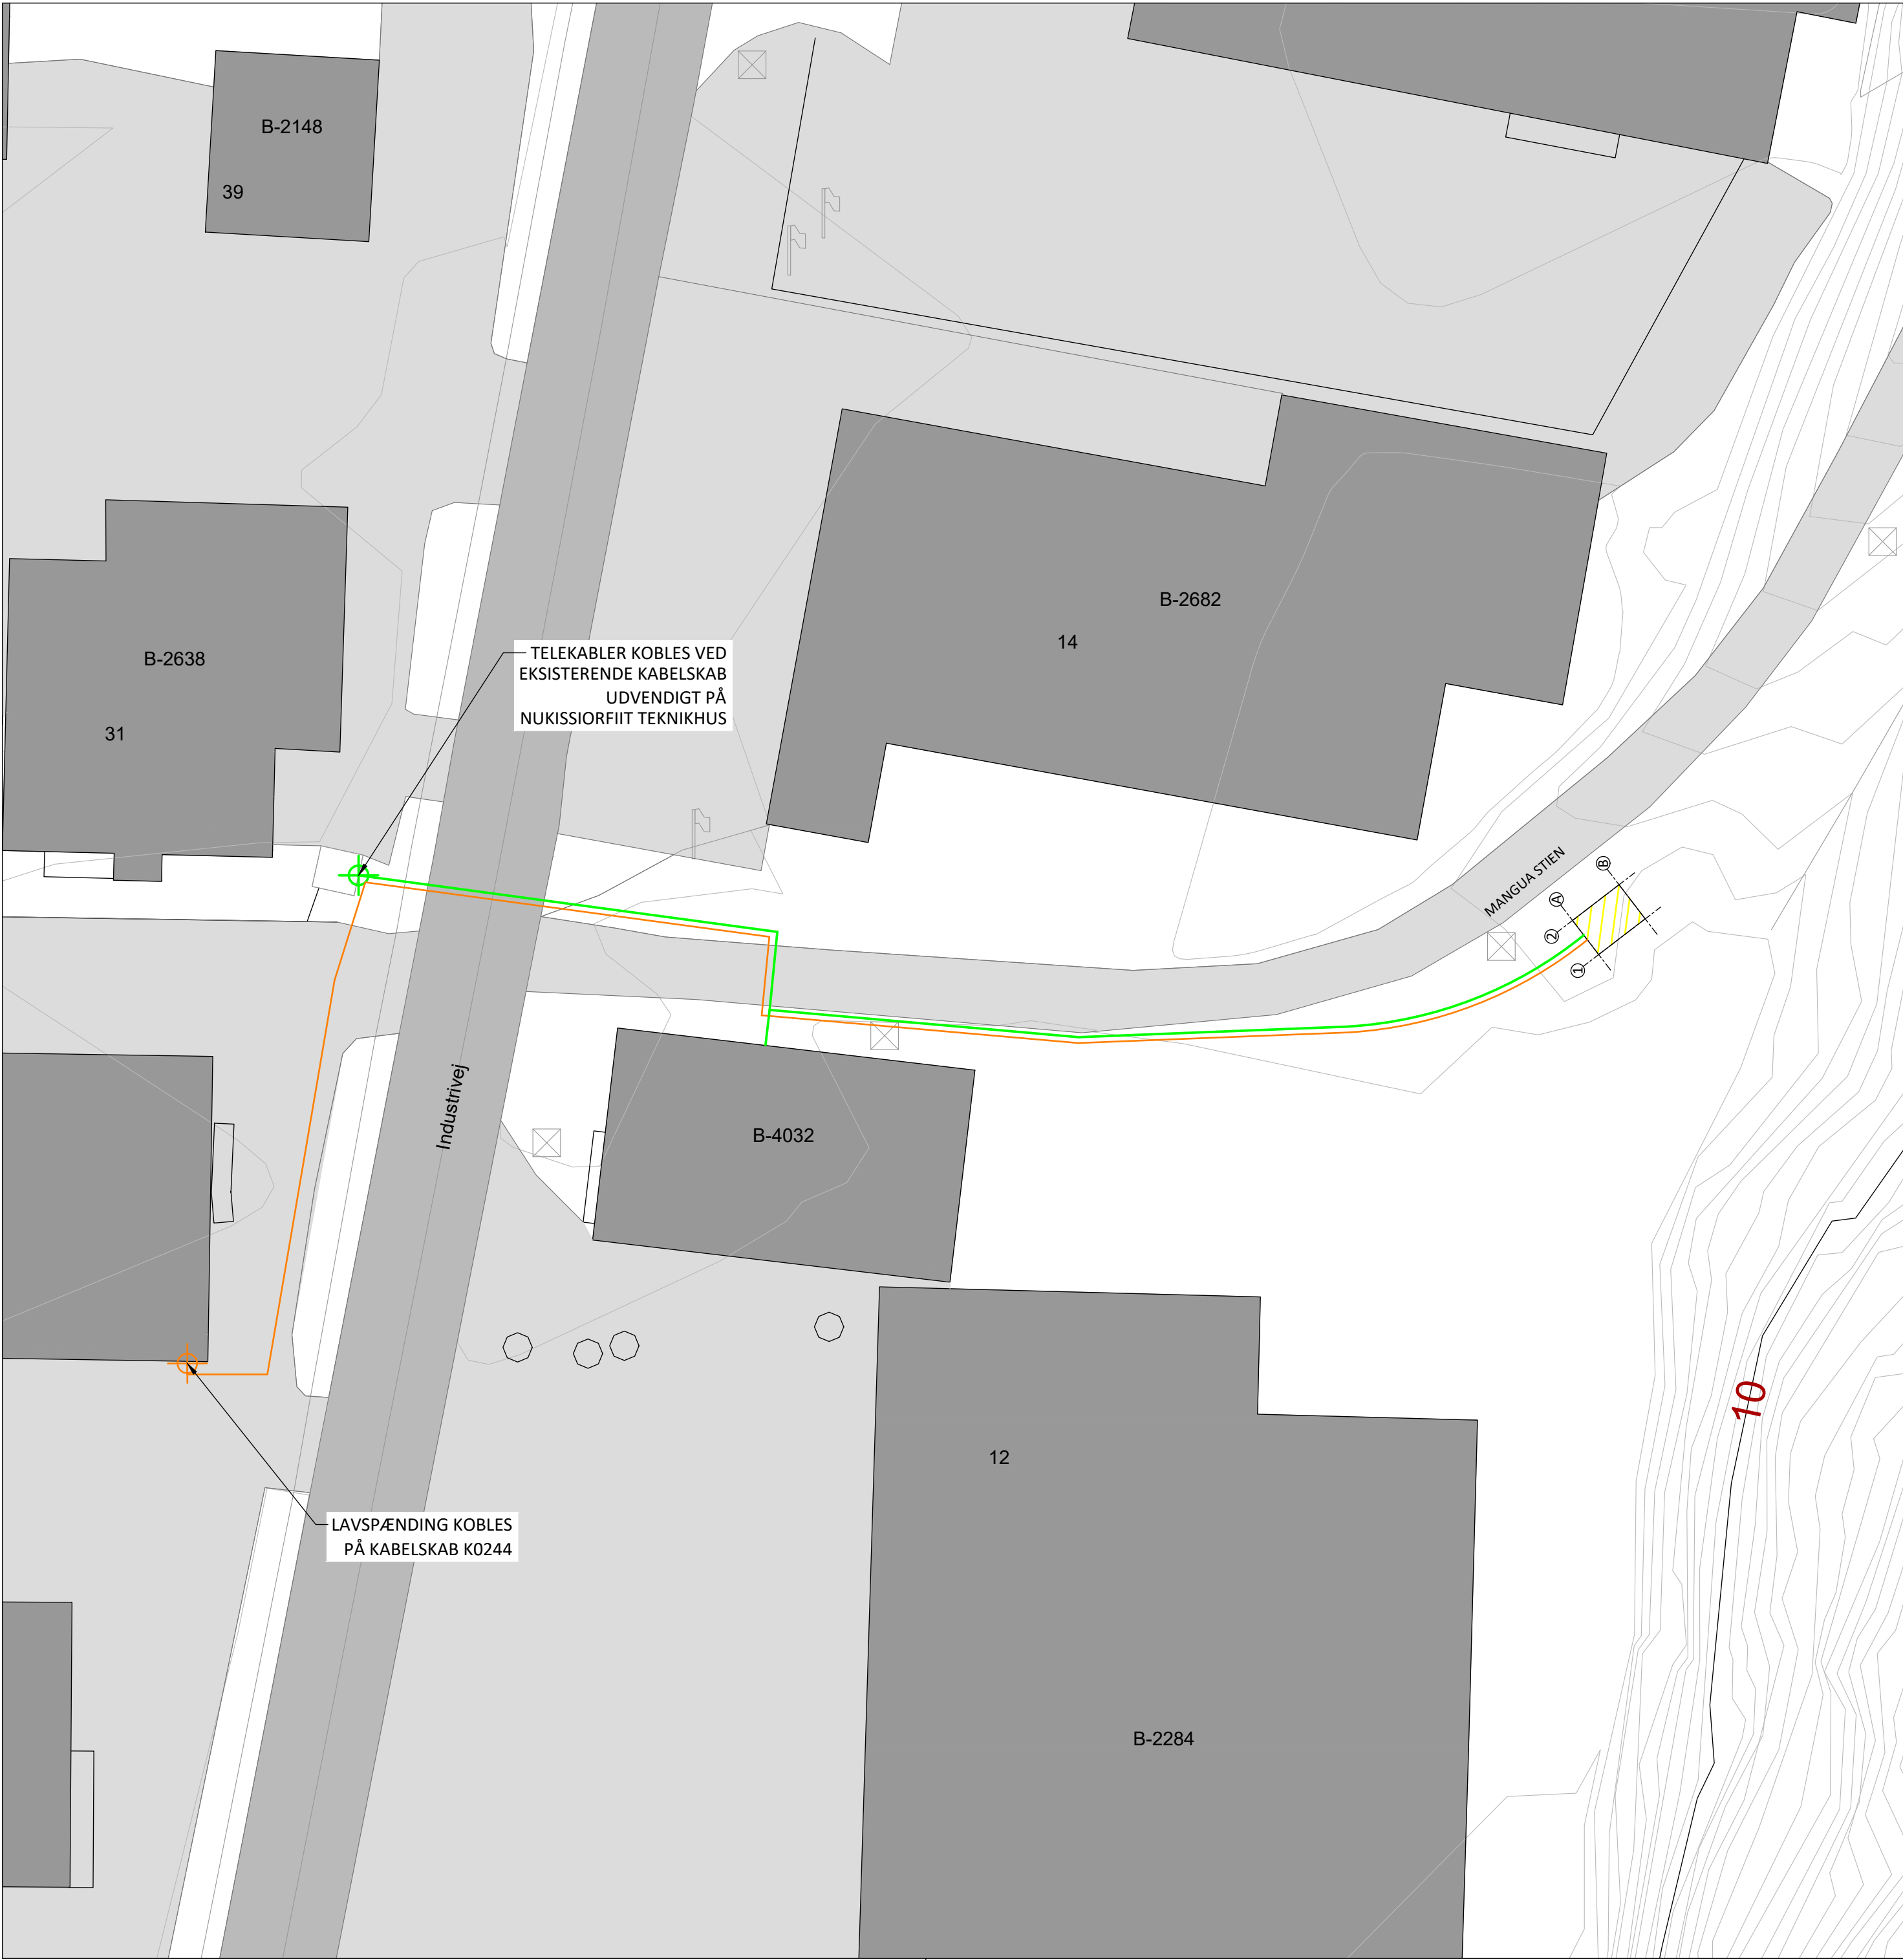 B-2148
39
B-2682
14
TELEKABLER KOBLES VED
EKSISTERENDE KABELSKAB
UDVENDIGT PÅ
NUKISSIORFIIT TEKNIKHUS
B-2638
31
MANGUA STIEN
B
A
2
1
Industrivej
B-4032
10
12
LAVSPÆNDING KOBLES
PÅ KABELSKAB K0244
B-2284